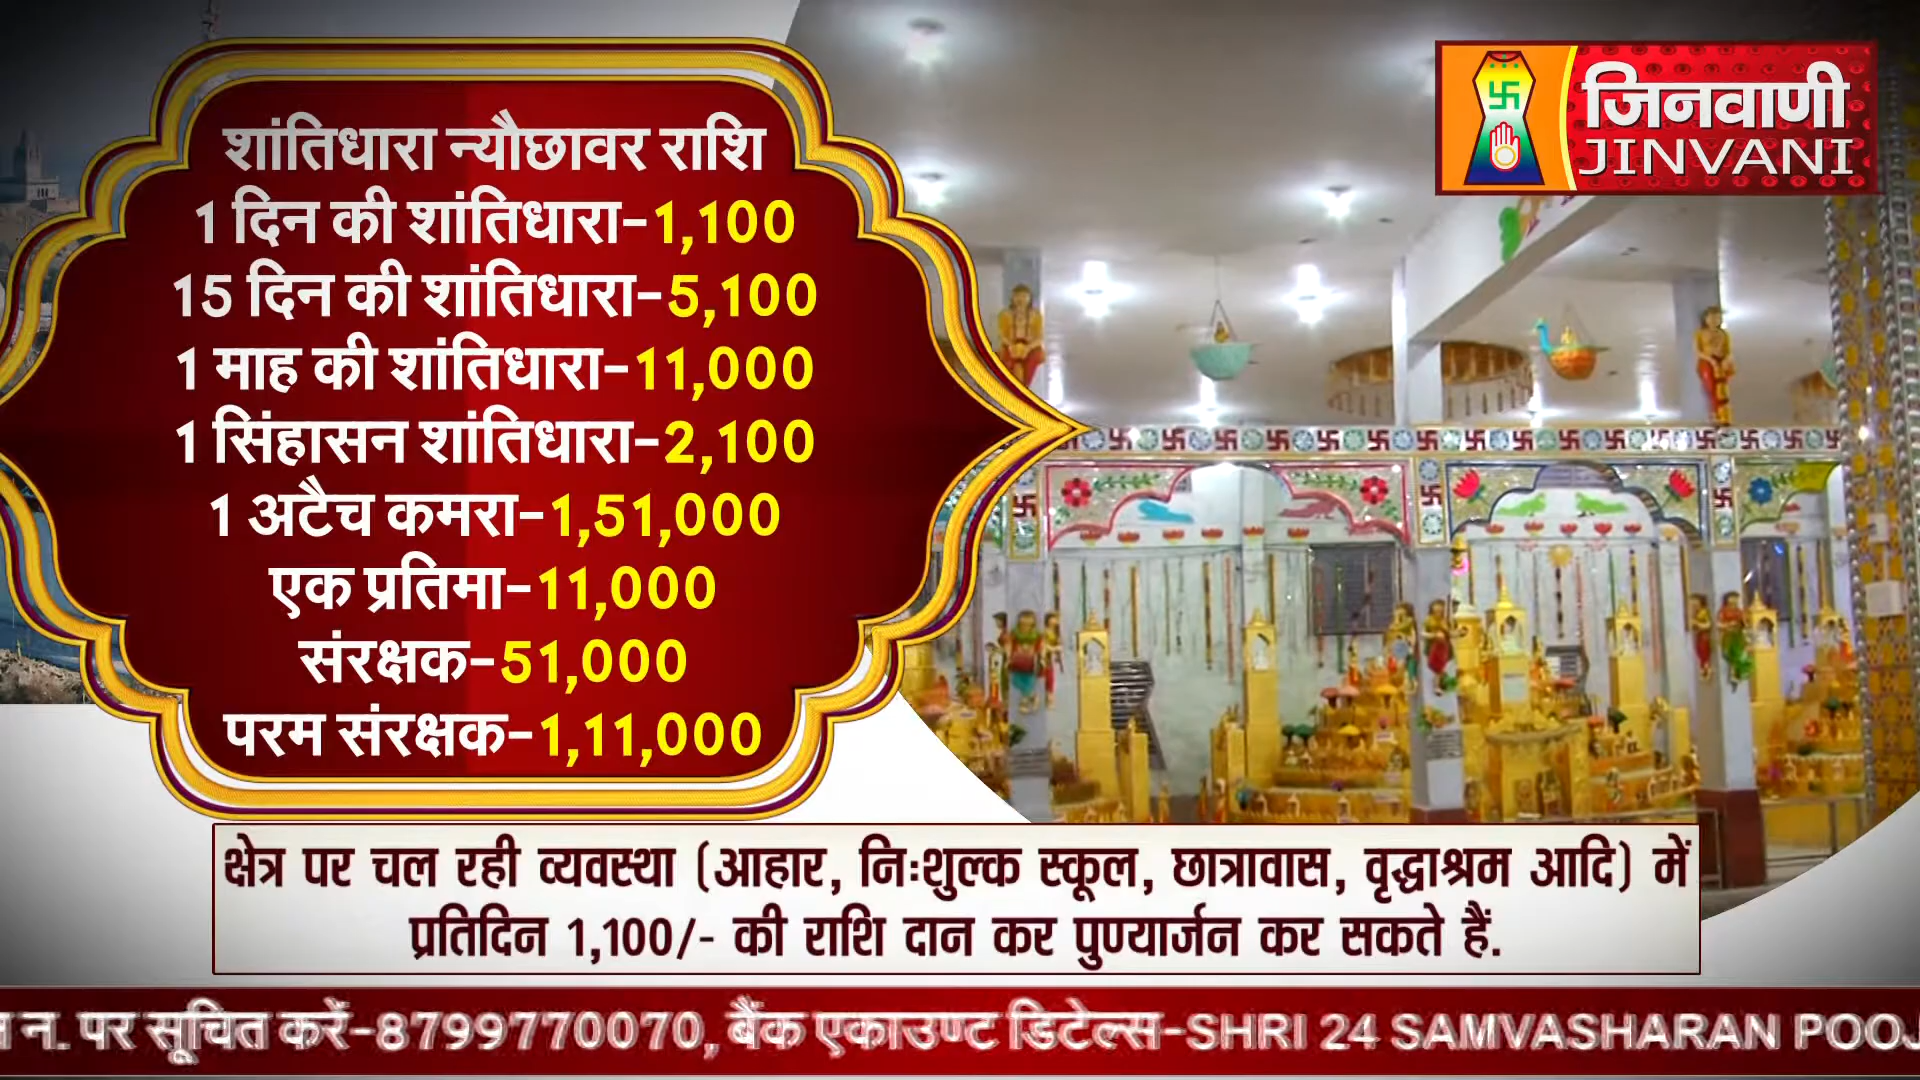 शांतिधारा न्यौछावर राशि
1 दिन की शांतिधारा-1,100
15 दिन की शांतिधारा-5,100
1 माह की शांतिधारा-11,000
1 सिंहासन शांतिधारा-2,100
1 अटैच कमरा-1,51,000
एक प्रतिमा-11,000
संरक्षक-51,000
परम संरक्षक-1,11,000
जिनवाणी
JINVANI
क्षेत्र पर चल रही व्यवस्था (आहार, निःशुल्क स्कूल, छात्रावास, वृद्धाश्रम आदि) में
प्रतिदिन 1,100/- की राशि दान कर पुण्यार्जन कर सकते हैं.
न. पर सूचित करें-8799770070, बैंक एकाउण्ट डिटेल्स-SHRI 24 SAMVASHARAN POOJ